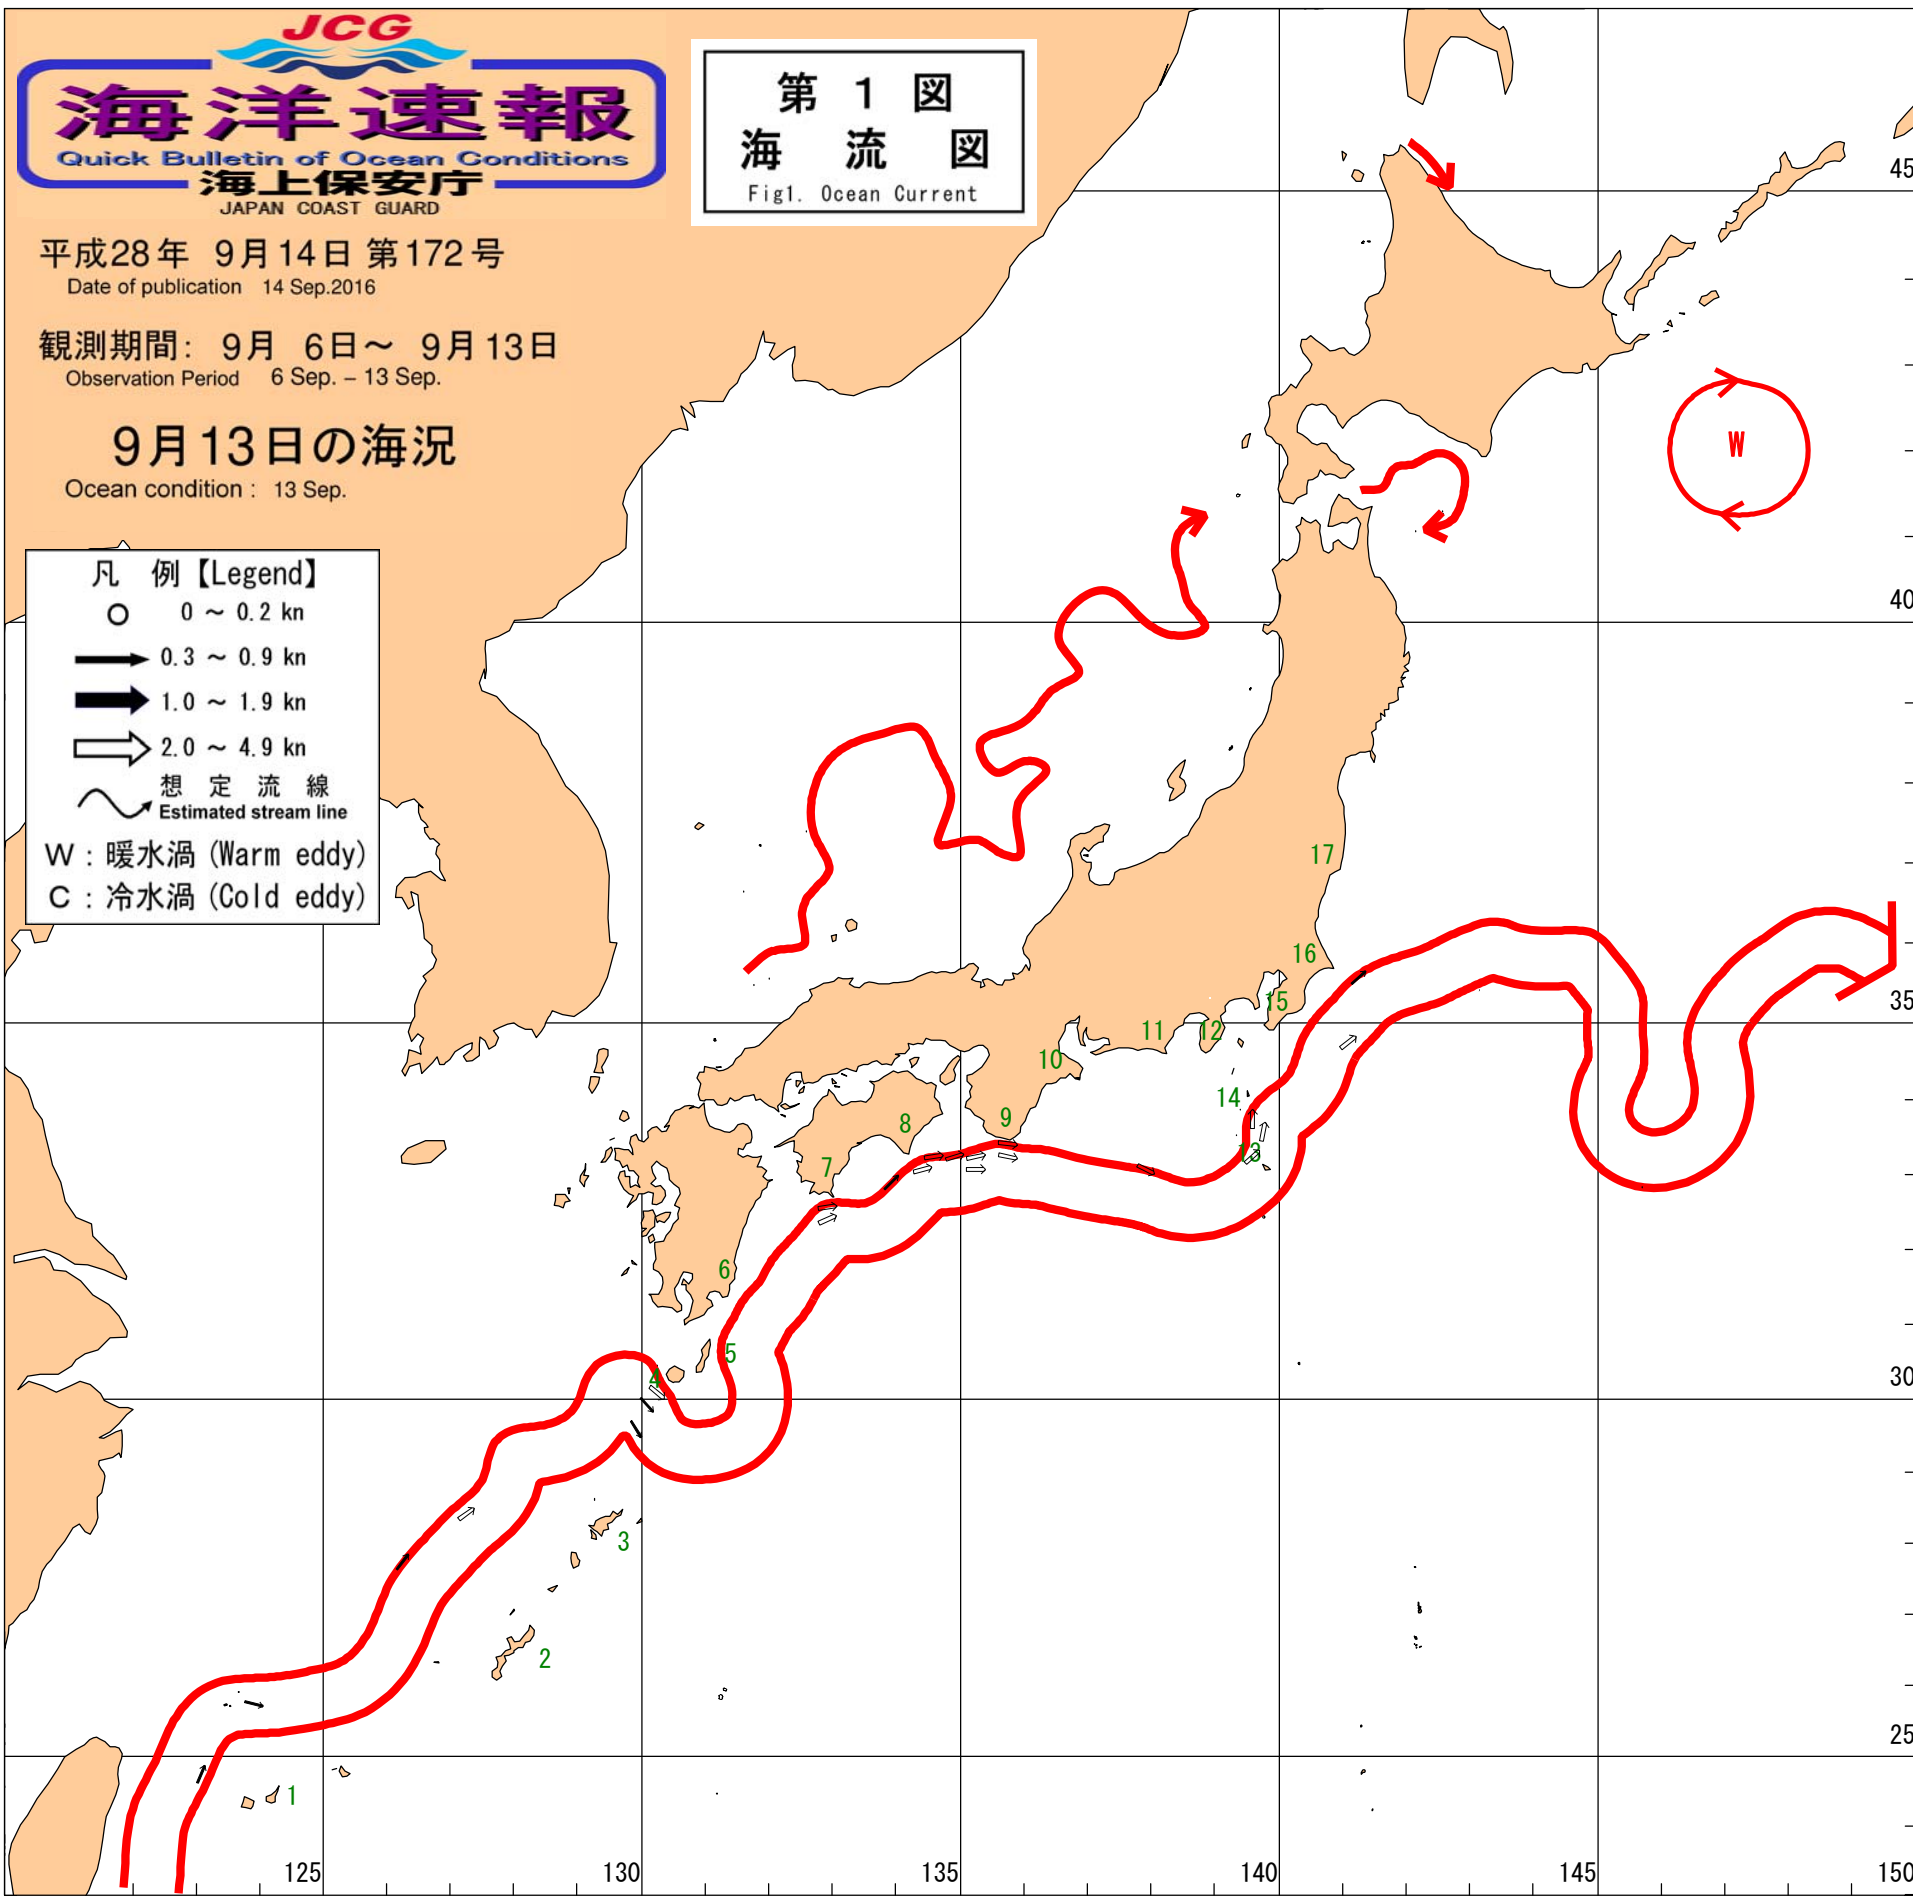 JCG
海洋速報
Quick Bulletin of Ocean Conditions
海上保安庁
JAPAN COAST GUARD
第 1 図
海 流 図
Fig1. Ocean Current
平成28年 9月14日 第172号
Date of publication 14 Sep.2016
観測期間: 9月 6日～ 9月13日
Observation Period 6 Sep. – 13 Sep.
9月13日の海況
Ocean condition : 13 Sep.
凡 例【Legend】
0 ～ 0.2 kn
0.3 ～ 0.9 kn
1.0 ～ 1.9 kn
2.0 ～ 4.9 kn
想 定 流 線
Estimated stream line
W : 暖水渦 (Warm eddy)
C : 冷水渦 (Cold eddy)
45
W
40
17
16
35
15
11
12
10
14
9
8
13
7
6
5
4
30
3
2
25
1
125
130
135
140
145
150